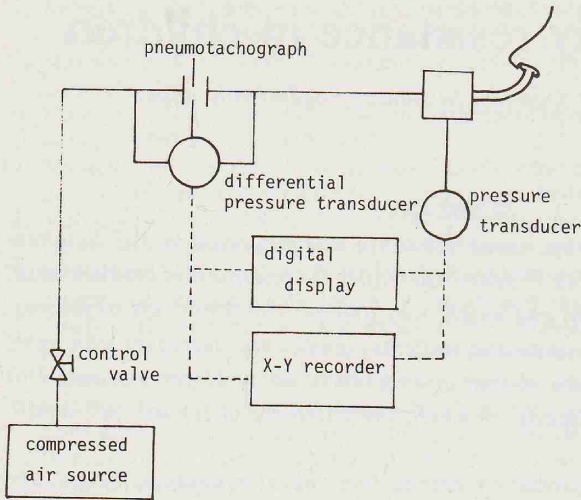 pneumotachograph
differential
pressure transducer
pressure
transducer
digital
display
X-Y recorder
control
valve
compressed
air source